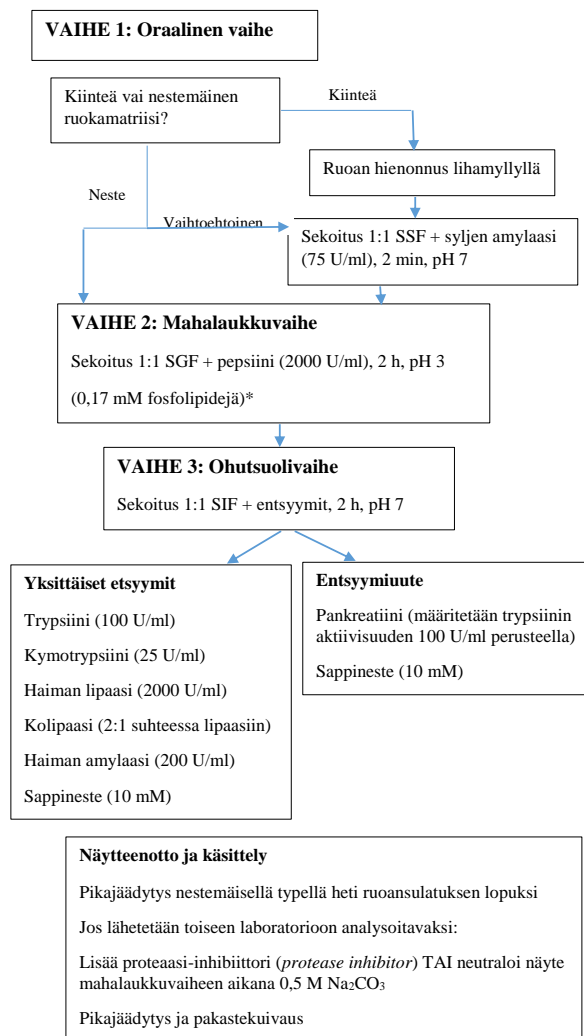 VAIHE 1: Oraalinen vaihe
Kiinteä vai nestemäinen
ruokamatriisi?
Kiinteä
Ruoan hienonnus lihamyllyllä
Neste
Vaihtoehtoinen
Sekoitus 1:1 SSF + syljen amylaasi
(75 U/ml), 2 min, pH 7
VAIHE 2: Mahalaukkuvaihe
Sekoitus 1:1 SGF + pepsiini (2000 U/ml), 2 h, pH 3
(0,17 mM fosfolipidejä)*
VAIHE 3: Ohutsuolivaihe
Sekoitus 1:1 SIF + entsyymit, 2 h, pH 7
Yksittäiset etsyymit
Trypsiini (100 U/ml)
Kymotrypsiini (25 U/ml)
Haiman lipaasi (2000 U/ml)
Kolipaasi (2:1 suhteessa lipaasiin)
Haiman amylaasi (200 U/ml)
Sappineste (10 mM)
Entsyymiuute
Pankreatiini (määritetään trypsiinin
aktiivisuuden 100 U/ml perusteella)
Sappineste (10 mM)
Näytteenotto ja käsittely
Pikajäädytys nestemäisellä typellä heti ruoansulatuksen lopuksi
Jos lähetetään toiseen laboratorioon analysoitavaksi:
Lisää proteaasi-inhibiittori (protease inhibitor) TAI neutraloi näyte
mahalaukkuvaiheen aikana 0,5 M Na₂CO₃
Pikajäädytys ja pakastekuivaus